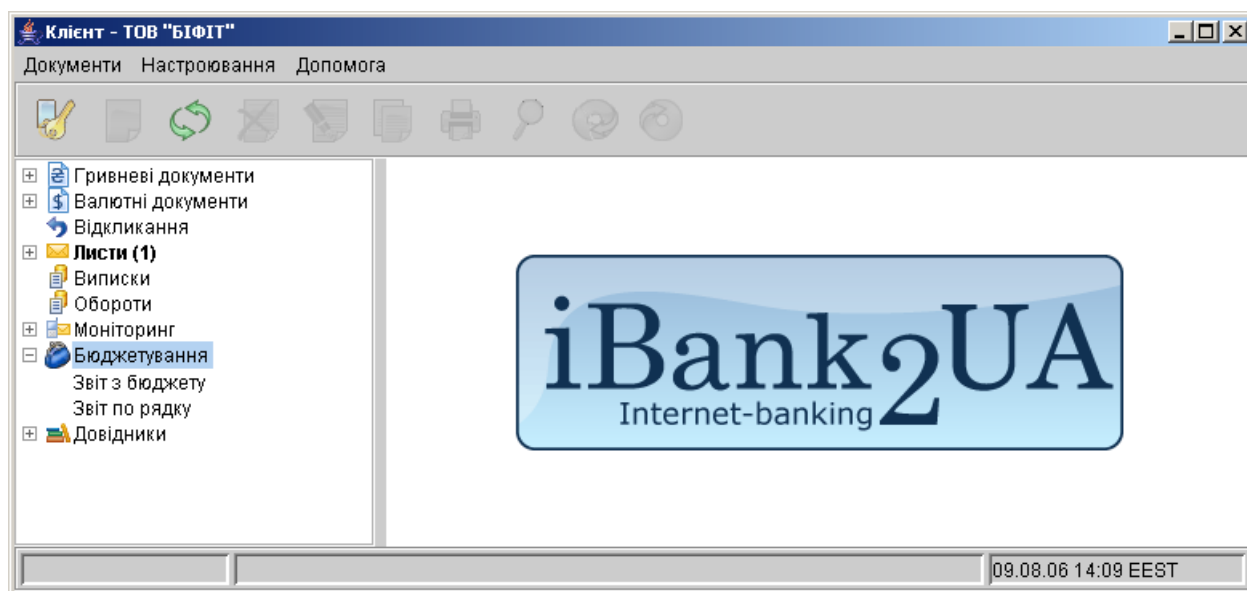 Клієнт - ТОВ "БІФІТ"
Документи Настроювання Допомога
Гривневі документи
Валютні документи
Відкликання
Листи (1)
Виписки
Обороти
Моніторинг
Бюджетування
Звіт з бюджету
Звіт по рядку
Довідники
iBank2UA
Internet-banking
09.08.06 14:09 EEST